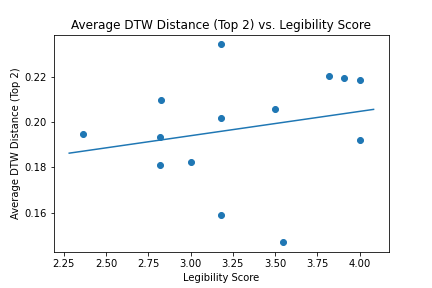 Average DTW Distance (Top 2) vs. Legibility Score
Average DTW Distance (Top 2)
0.22
0.20
0.18
0.16
2.25 2.50 2.75 3.00 3.25 3.50 3.75 4.00
Legibility Score